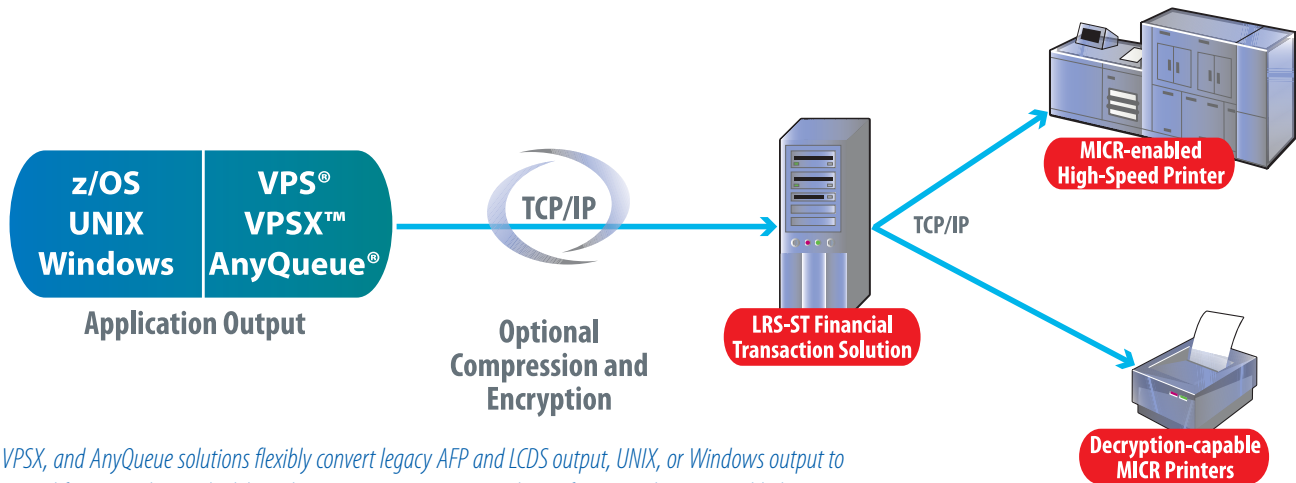 z/OS
UNIX
Windows
VPS®
VPSX™
AnyQueue®
Application Output
TCP/IP
Optional
Compression and
Encryption
LRS-ST Financial
Transaction Solution
TCP/IP
MICR-enabled
High-Speed Printer
Decryption-capable
MICR Printers
VPSX, and AnyQueue solutions flexibly convert legacy AFP and LCDS output, UNIX, or Windows output to